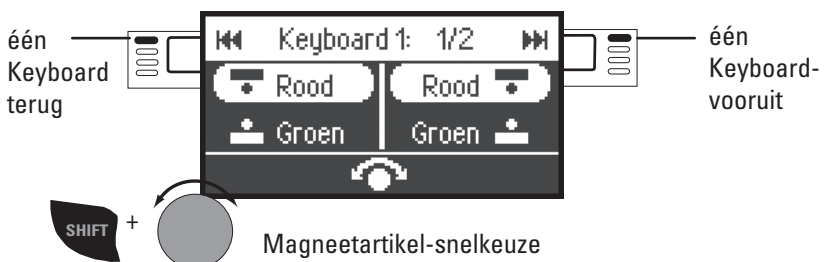 één
Keyboard
terug
Keyboard 1: 1/2
Rood
Rood
Groen
Groen
één
Keyboard-
vooruit
SHIFT
+
Magneetartikel-snelkeuze